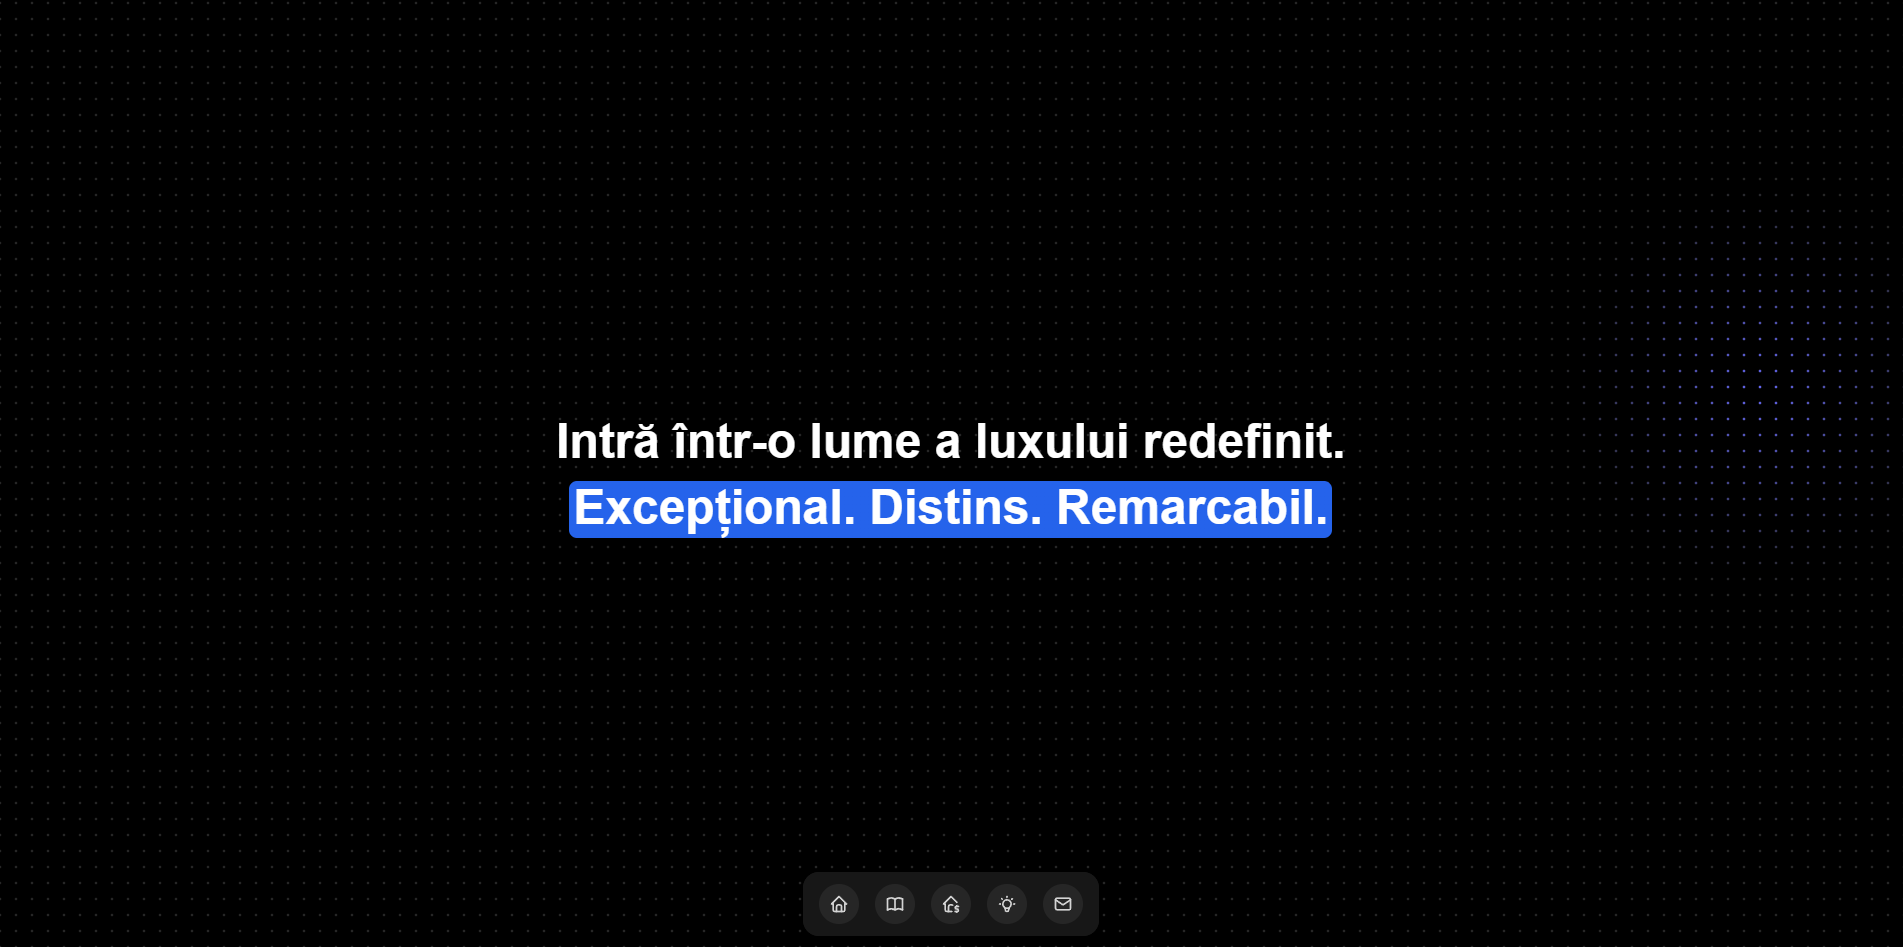 Intră într-o lume a luxului redefinit.
Excepțional. Distins. Remarcabil.